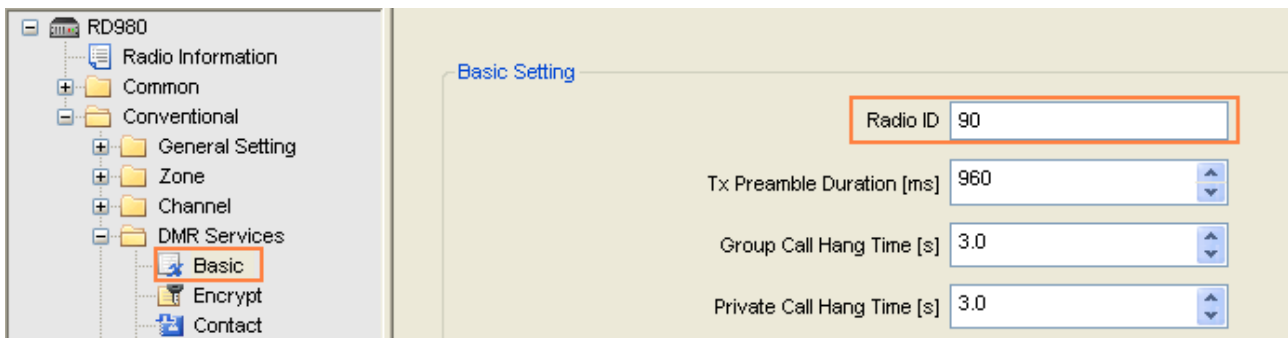 RD980
Radio Information
Common
Conventional
General Setting
Zone
Channel
DMR Services
Basic
Encrypt
Contact
Basic Setting
Radio ID 90
Tx Preamble Duration [ms] 960
Group Call Hang Time [s] 3.0
Private Call Hang Time [s] 3.0